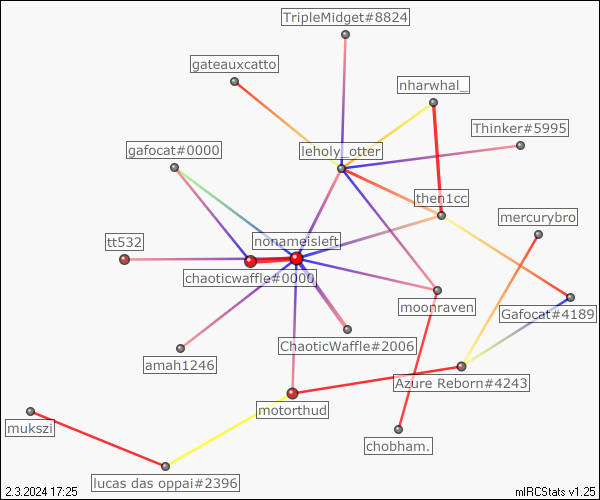 TripleMidget#8824
gateauxcatto
nharwhal_
Thinker#5995
gafocat#0000
leholy_otter
then1cc
mercurybro
tt532
nonameisleft
chaoticwaffle#0000
moonraven
Gafocat#4189
ChaoticWaffle#2006
amah1246
Azure Reborn#4243
motorthud
mukszi
chobham.
lucas das oppai#2396
2.3.2024 17:25
mIRCStats v1.25